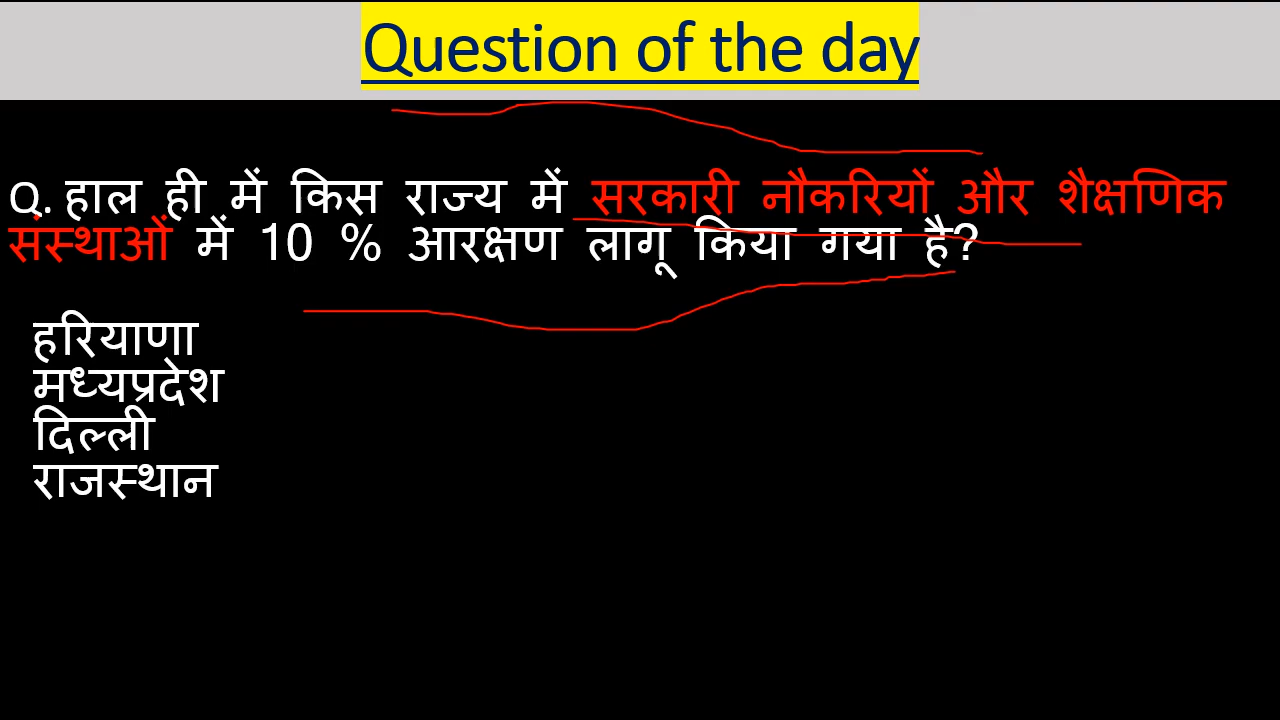 Question of the day
Q. हाल ही में किस राज्य में सरकारी नौकरियों और शैक्षणिक
संस्थाओं में 10 % आरक्षण लागू किया गया है?
हरियाणा
मध्यप्रदेश
दिल्ली
राजस्थान